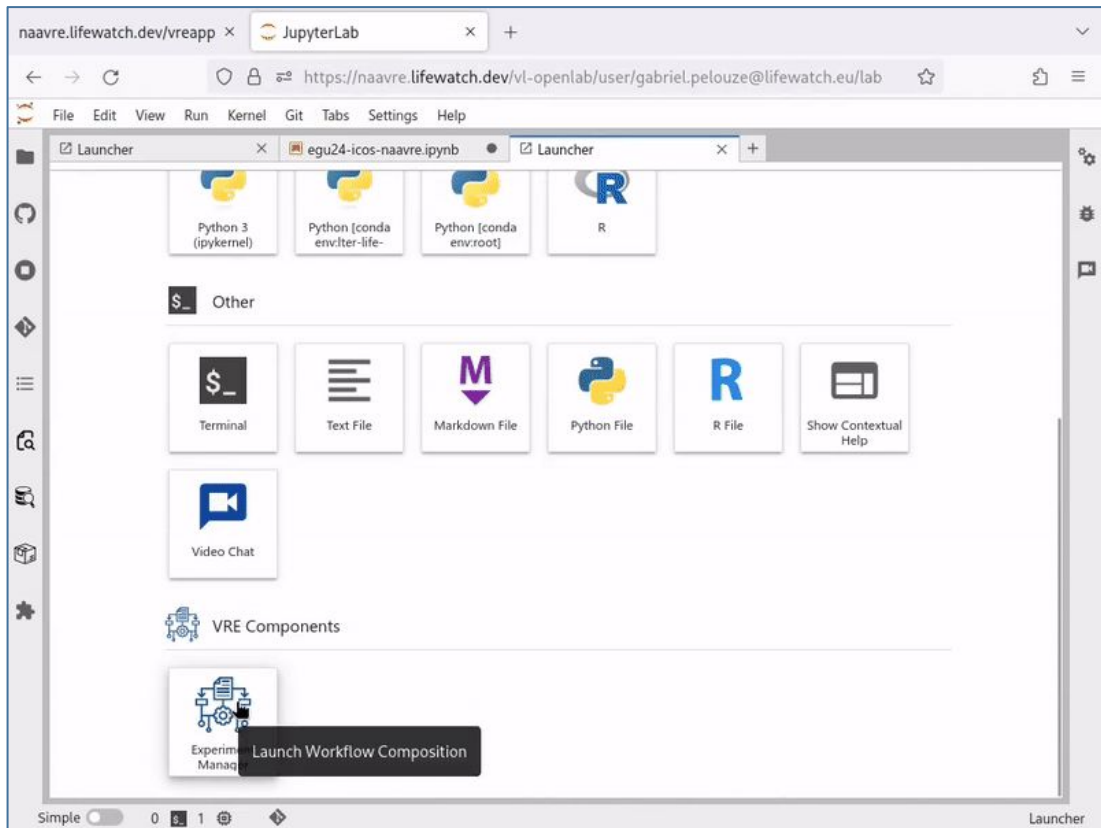 naavre.lifewatch.dev/vreapp
JupyterLab
https://naavre.lifewatch.dev/vl-openlab/user/gabriel.pelouze@lifewatch.eu/lab
File Edit View Run Kernel Git Tabs Settings Help
Launcher
egu24-icos-naavre.ipynb
Launcher
Python 3
(ipykernel)
Python [conda
env:lter-life-
Python [conda
env:root]
R
R
$_ Other
$_
Terminal
Text File
M
Markdown File
Python File
R
R File
Show Contextual
Help
Video Chat
VRE Components
Experim
Manag
Launch Workflow Composition
Simple 0 $_ 1
Launcher